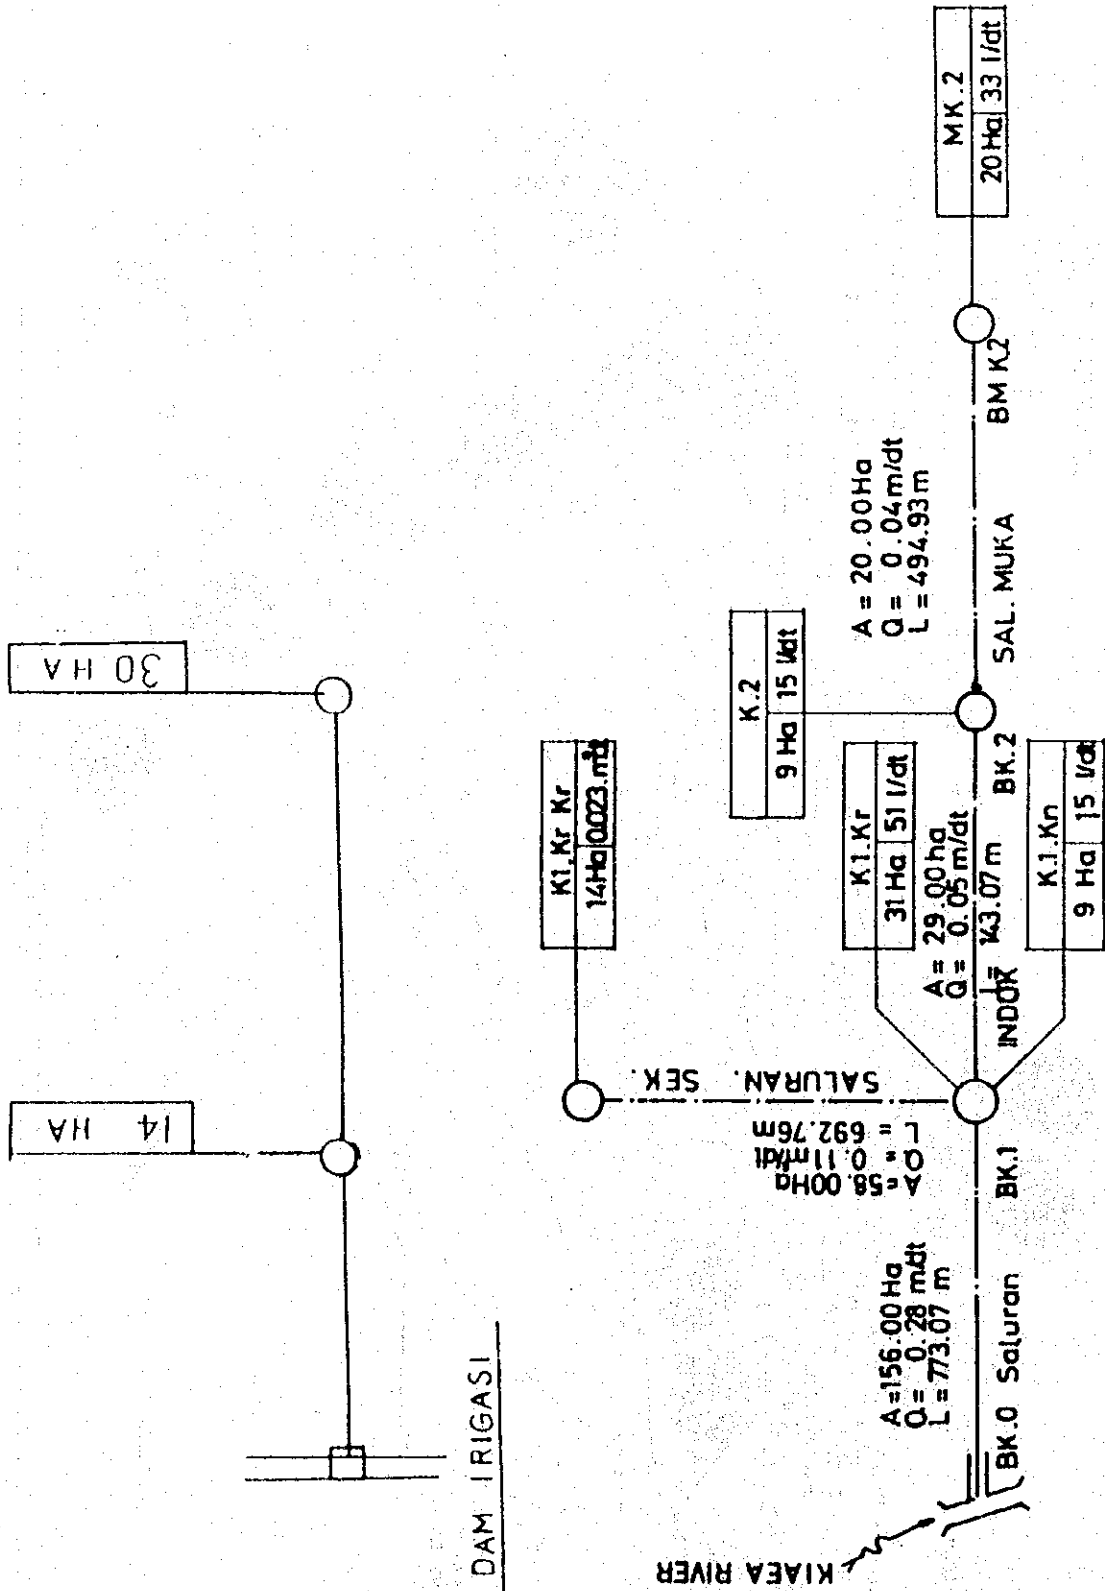 30 HA
14 HA
DAM IRIGASI
K1.Kr Kr
14Ha 0.023.m³dt
K.2
9 Ha 15 l/dt
MK.2
20 Ha 33 l/dt
K1.Kr
31 Ha 51 l/dt
K.1.Kn
9 Ha 15 l/dt
SALURAN. SEK.
A=58.00Ha
Q = 0.11m/dt
L = 692.76m
A=156.00Ha
Q = 0.28 m/dt
L = 773.07 m
A = 29.00ha
Q = 0.05 m/dt
L = 143.07m
A = 20.00Ha
Q = 0.04m/dt
L = 494.93m
KIAEA RIVER
BK.0 Saluran BK.1 INDUK BK.2 SAL. MUKA BM K.2